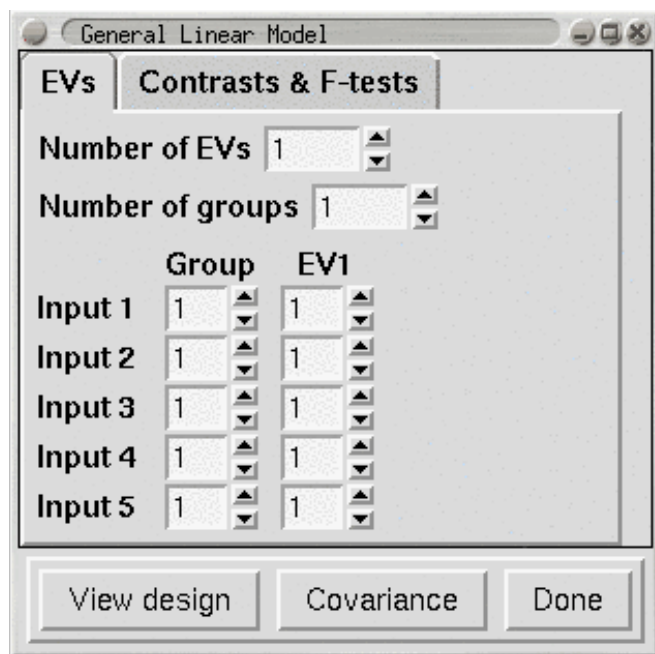 General Linear Model
EVs Contrasts & F-tests
Number of EVs 1
Number of groups 1
Group EV1
Input 1 1 1
Input 2 1 1
Input 3 1 1
Input 4 1 1
Input 5 1 1
View design Covariance Done